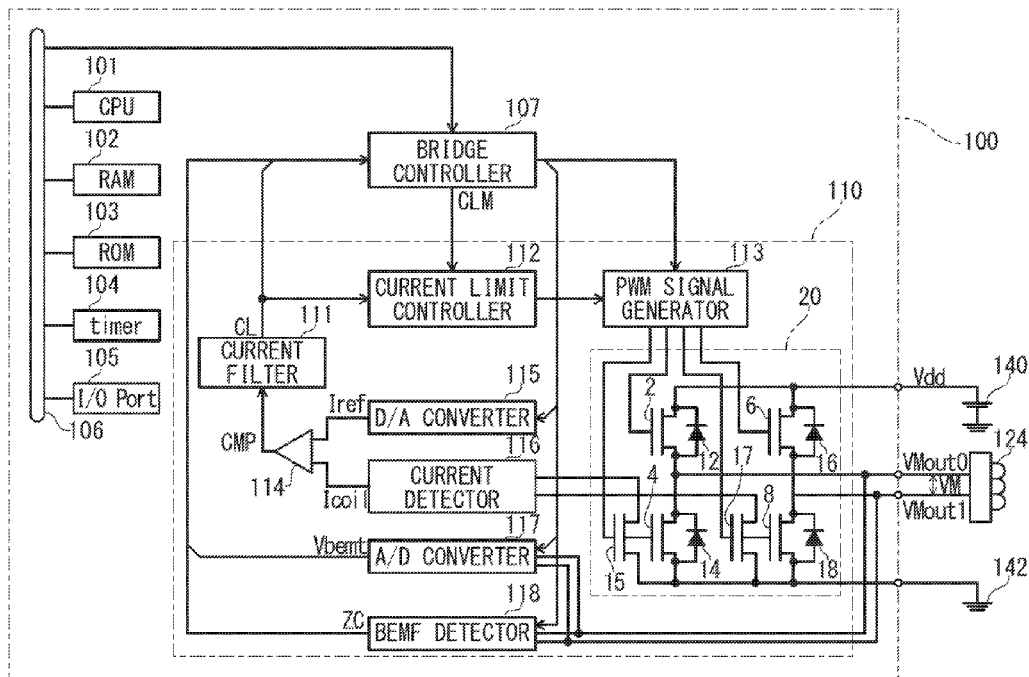 101
CPU
102
RAM
103
ROM
104
timer
105
I/O Port
106
107
BRIDGE
CONTROLLER
CLM
100
110
112
CURRENT LIMIT
CONTROLLER
113
PWM SIGNAL
GENERATOR
20
CL
111
CURRENT
FILTER
115
Iref
D/A CONVERTER
CMP
114
116
Icoil
CURRENT
DETECTOR
117
Vbemt
A/D CONVERTER
118
ZC
BEMF DETECTOR
2
12
6
16
4
17
8
15
14
18
Vdd
140
124
VMout0
VM
VMout1
142